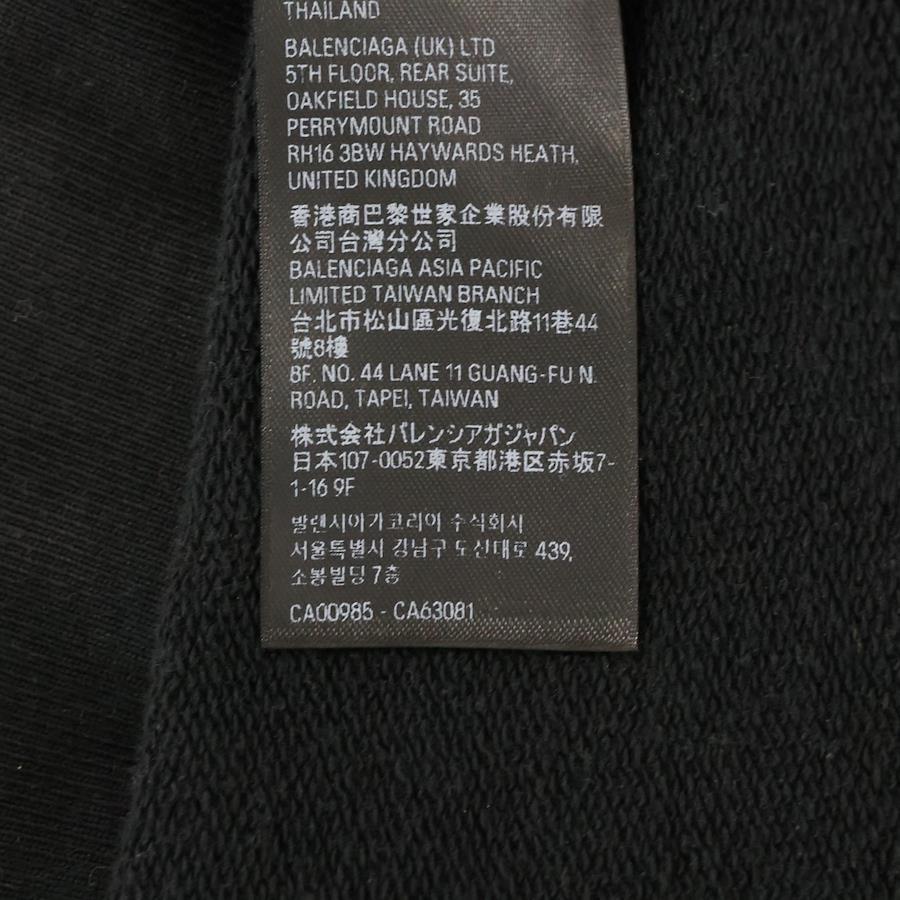 THAILAND
BALENCIAGA (UK) LTD
5TH FLOOR, REAR SUITE,
OAKFIELD HOUSE, 35
PERRYMOUNT ROAD
RH16 3BW HAYWARDS HEATH,
UNITED KINGDOM
香港商巴黎世家企業股份有限
公司台灣分公司
BALENCIAGA ASIA PACIFIC
LIMITED TAIWAN BRANCH
台北市松山區光復北路11巷44
號8樓
8F. NO. 44 LANE 11 GUANG-FU N.
ROAD, TAPEI, TAIWAN
株式会社バレンシアガジャパン
日本107-0052東京都港区赤坂7-
1-16 9F
발렌시아가코리아 주식회사
서울특별시 강남구 도산대로 439,
소봉빌딩 7층
CA00985 - CA63081